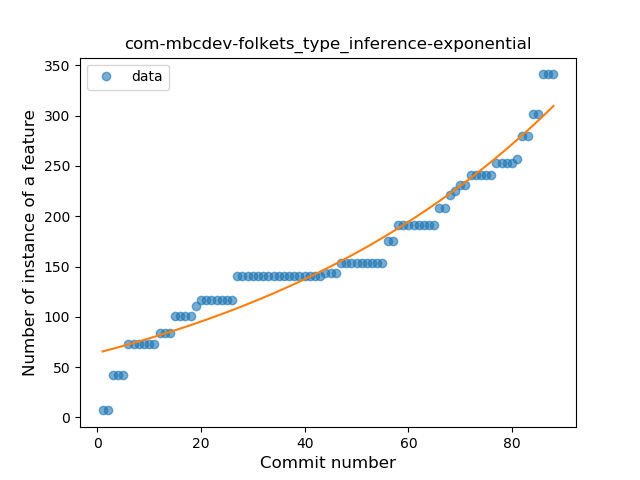 com-mbcdev-folkets_type_inference-exponential
data
Number of instance of a feature
350
300
250
200
150
100
50
0
0 20 40 60 80
Commit number